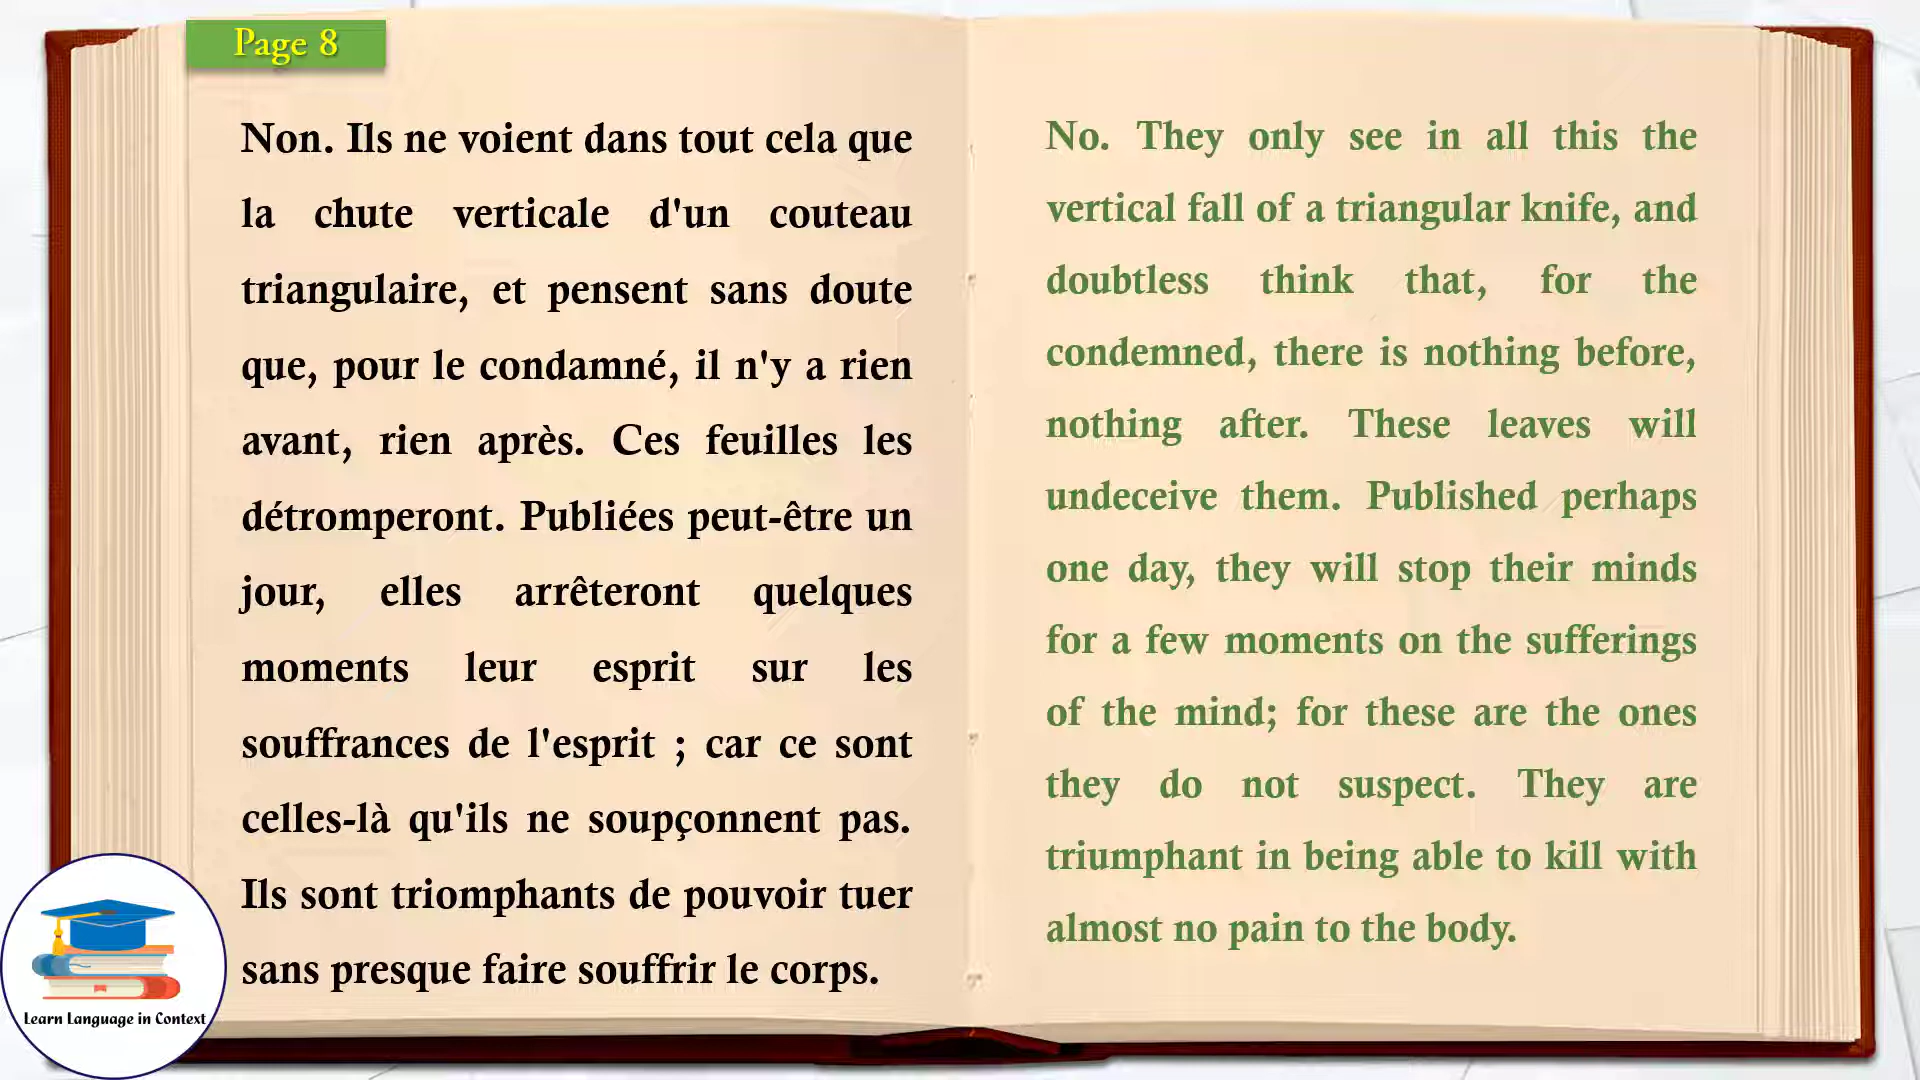 Page 8
Non. Ils ne voient dans tout cela que
la chute verticale d'un couteau
triangulaire, et pensent sans doute
que, pour le condamné, il n'y a rien
avant, rien après. Ces feuilles les
détromperont. Publiées peut-être un
jour, elles arrêteront quelques
moments leur esprit sur les
souffrances de l'esprit ; car ce sont
celles-là qu'ils ne soupçonnent pas.
Ils sont triomphants de pouvoir tuer
sans presque faire souffrir le corps.
No. They only see in all this the
vertical fall of a triangular knife, and
doubtless think that, for the
condemned, there is nothing before,
nothing after. These leaves will
undeceive them. Published perhaps
one day, they will stop their minds
for a few moments on the sufferings
of the mind; for these are the ones
they do not suspect. They are
triumphant in being able to kill with
almost no pain to the body.
Learn Language in Context